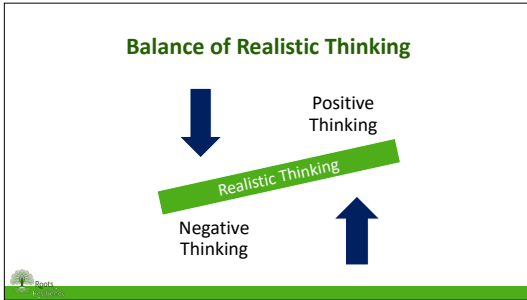 Balance of Realistic Thinking
Positive
Thinking
Realistic Thinking
Negative
Thinking
Roots